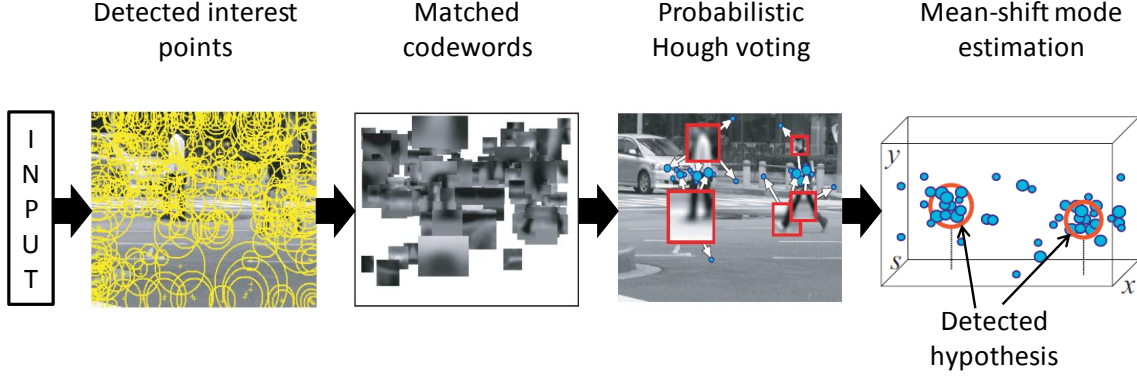 Detected interest
points
Matched
codewords
Probabilistic
Hough voting
Mean-shift mode
estimation
I
N
P
U
T
y
s
x
Detected
hypothesis